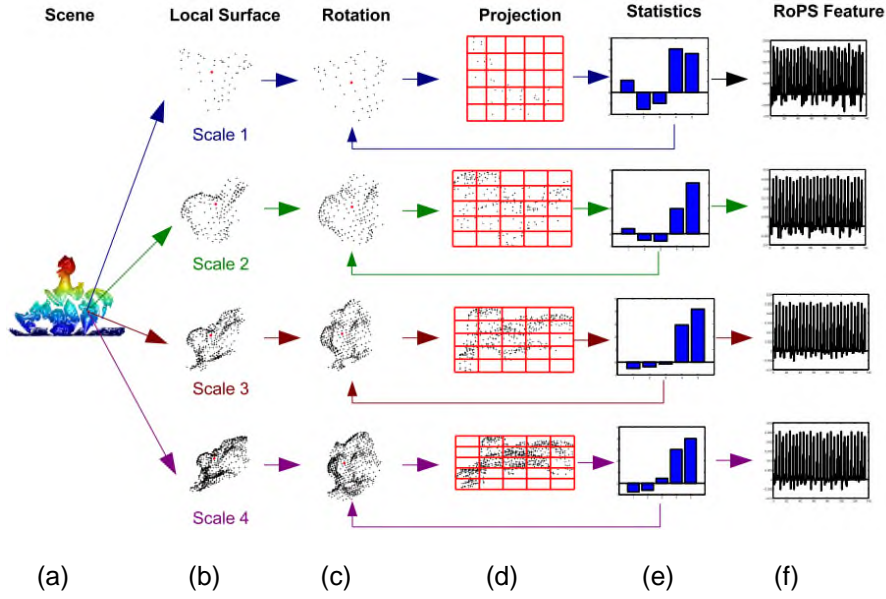 Scene Local Surface Rotation Projection Statistics RoPS Feature
Scale 1
Scale 2
Scale 3
Scale 4
(a) (b) (c) (d) (e) (f)